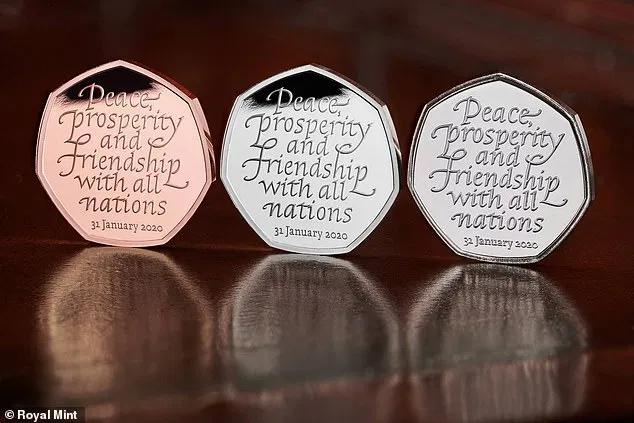 Peace,
prosperity
and
friendship
with all
nations
31 January 2020
Peace,
prosperity
and
friendship
with all
nations
31 January 2020
Peace,
prosperity
and
friendship
with all
nations
31 January 2020
© Royal Mint